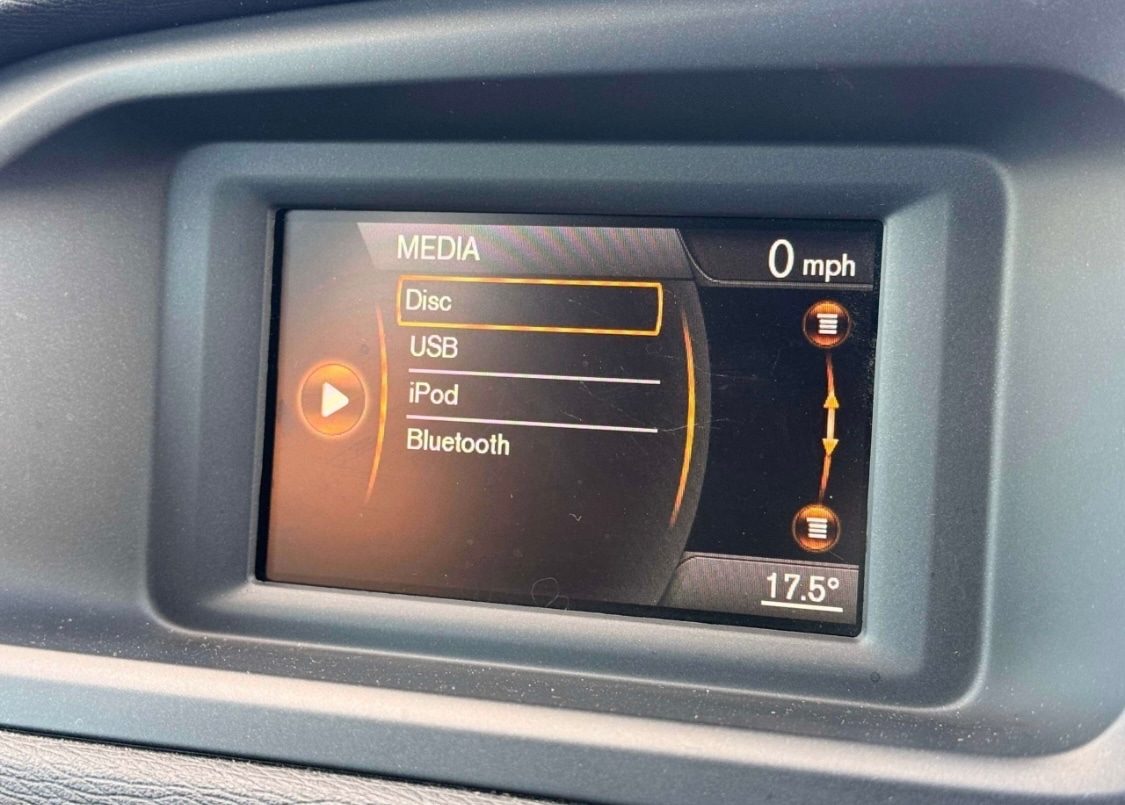 MEDIA
0 mph
Disc
USB
iPod
Bluetooth
17.5°